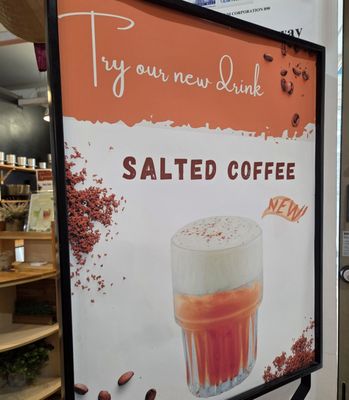 CORPORATION
Try our new drink
SALTED COFFEE
NEW!